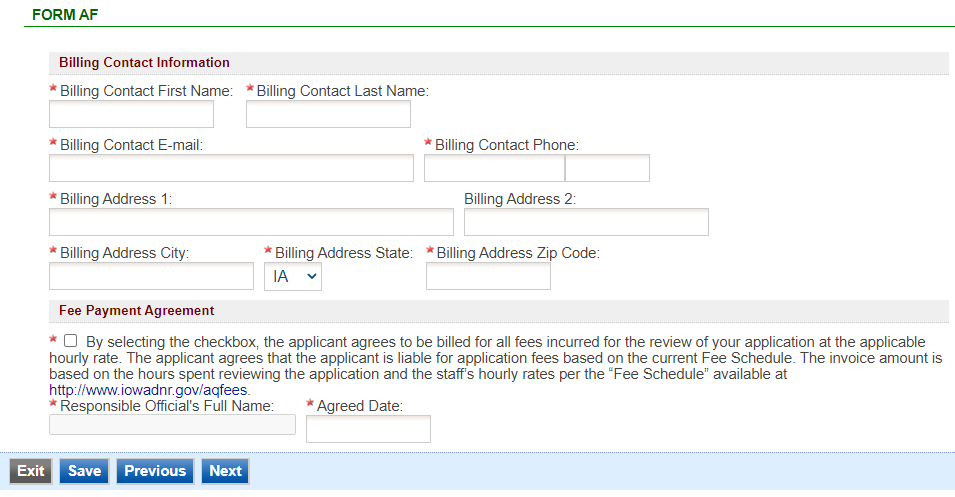 FORM AF
Billing Contact Information
* Billing Contact First Name: * Billing Contact Last Name:
* Billing Contact E-mail: * Billing Contact Phone:
* Billing Address 1: Billing Address 2:
* Billing Address City: * Billing Address State: * Billing Address Zip Code:
IA
Fee Payment Agreement
* By selecting the checkbox, the applicant agrees to be billed for all fees incurred for the review of your application at the applicable
hourly rate. The applicant agrees that the applicant is liable for application fees based on the current Fee Schedule. The invoice amount is
based on the hours spent reviewing the application and the staff’s hourly rates per the “Fee Schedule” available at
http://www.iowadnr.gov/aqfees.
* Responsible Official's Full Name: * Agreed Date:
Exit Save Previous Next